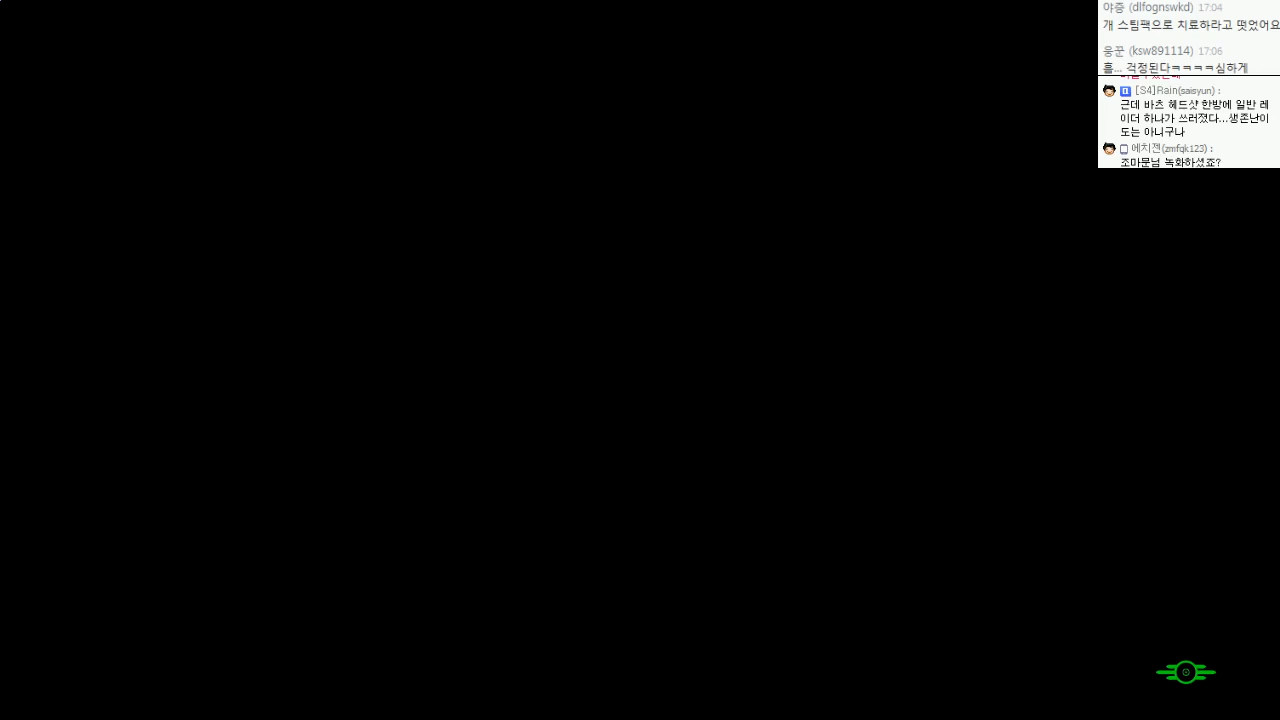 야증 (dlfognswkd) 17:04
개 스팀팩으로 치료하라고 떳었어요
웅꾼 (ksw891114) 17:06
흠... 걱정된다ㅋㅋㅋㅋ심하게
[S4]Rain(saisyun) :
근데 바츠 헤드샷 한방에 일반 레
이더 하나가 쓰러졌다...생존난이
도는 아니구나
에치젠(zmfqk123) :
조마문님 녹화하셨죠?